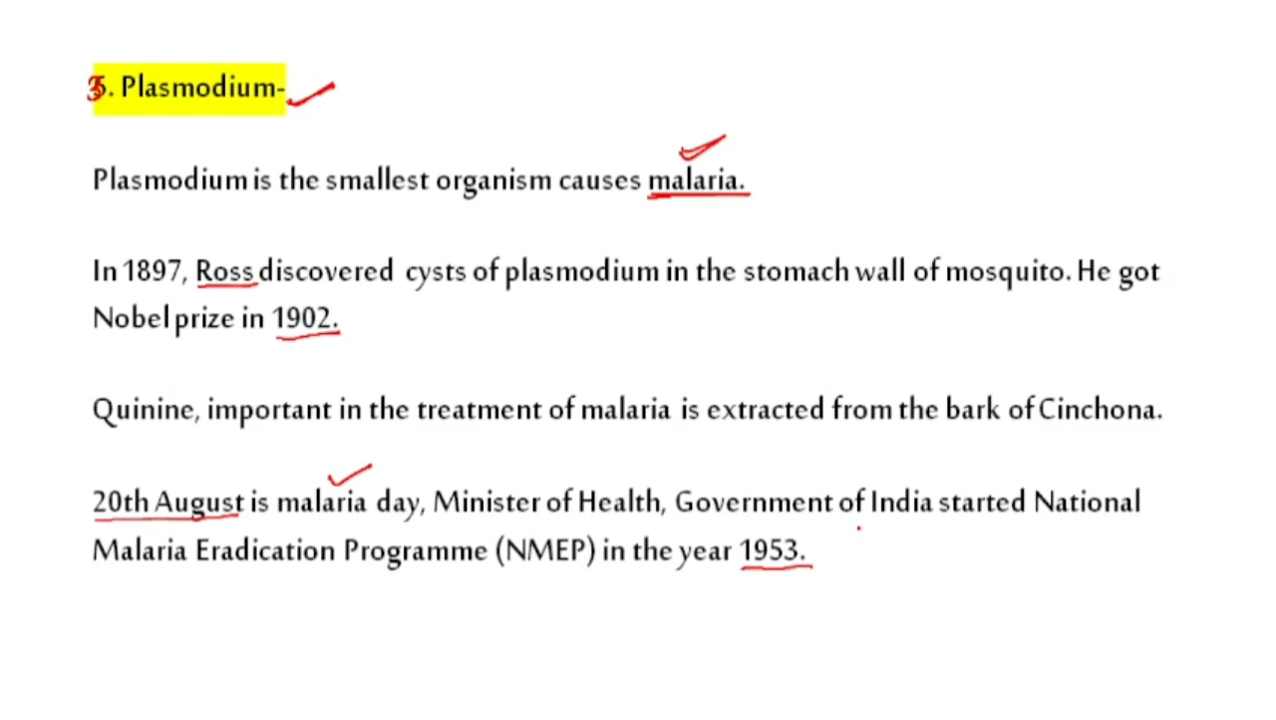 3. Plasmodium-
Plasmodium is the smallest organism causes malaria.
In 1897, Ross discovered cysts of plasmodium in the stomach wall of mosquito. He got
Nobel prize in 1902.
Quinine, important in the treatment of malaria is extracted from the bark of Cinchona.
20th August is malaria day, Minister of Health, Government of India started National
Malaria Eradication Programme (NMEP) in the year 1953.